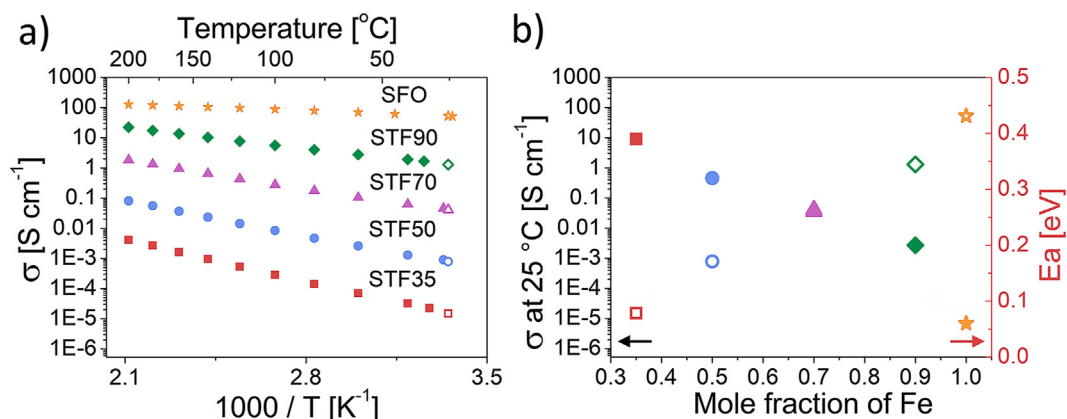 a)
Temperature [°C]
200 150 100 50
1000
100
10
1
0.1
0.01
1E-3
1E-4
1E-5
1E-6
σ [S cm⁻¹]
SFO
STF90
STF70
STF50
STF35
2.1 2.8 3.5
1000 / T [K⁻¹]
b)
1000
100
10
1
0.1
0.01
1E-3
1E-4
1E-5
1E-6
σ at 25 °C [S cm⁻¹]
0.5
0.4
0.3
0.2
0.1
0.0
Ea [eV]
0.3 0.4 0.5 0.6 0.7 0.8 0.9 1.0
Mole fraction of Fe